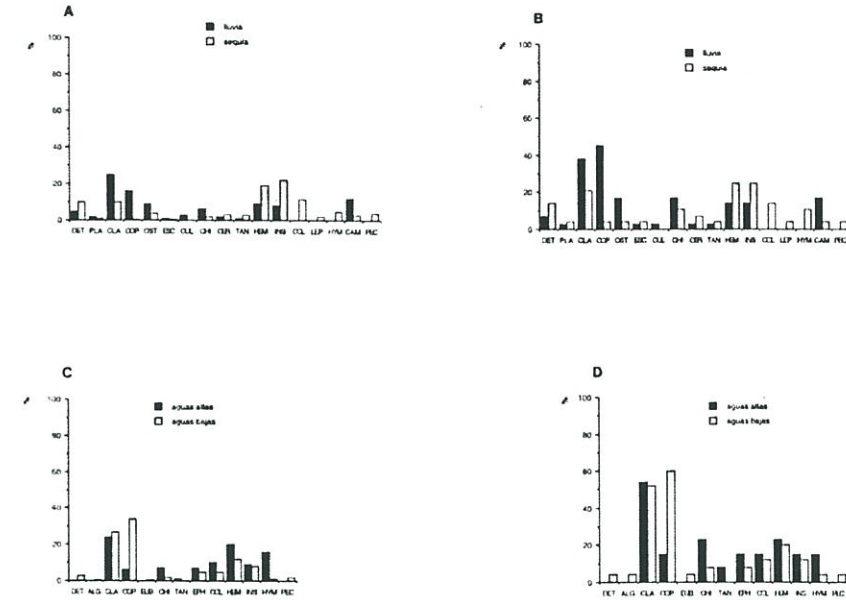 A
lluvia
sequia
%
100
80
60
40
20
0
DET PLA CLA COP OST ESC CUL CHI CER TAN HEM INS COL LEP HYM CAM PEC
B
lluvia
sequia
%
100
80
60
40
20
0
DET PLA CLA COP OST ESC CUL CHI CER TAN HEM INS COL LEP HYM CAM PEC
C
aguas altas
aguas bajas
%
100
80
60
40
20
0
DET ALG CLA COP EUB CHI TAN EPH COL HEM INS HYM PEC
D
aguas altas
aguas bajas
%
100
80
60
40
20
0
DET ALG CLA COP EUB CHI TAN EPH COL HEM INS HYM PEC